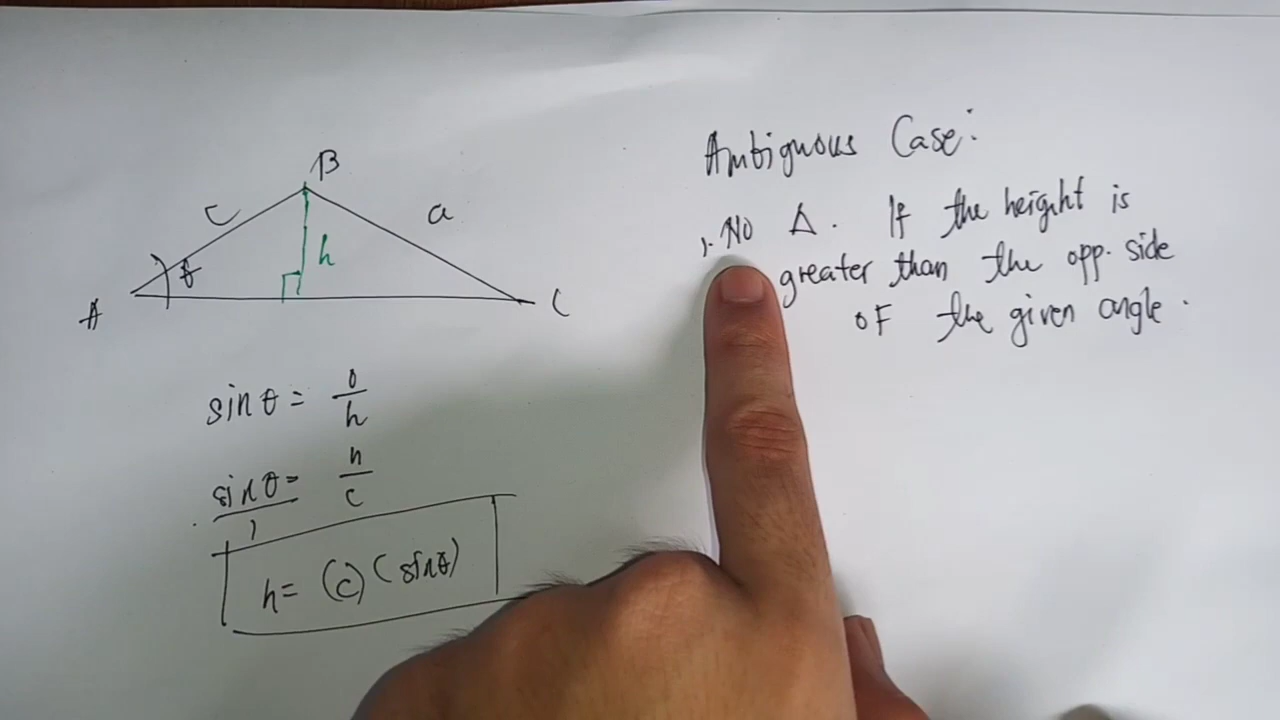 B
c
a
h
θ
A
C
Ambiguous Case:
1. No Δ. If the height is
greater than the opp. side
of the given angle.
sin θ = o/h
sin θ = h/c
1
h = (c)(sin θ)